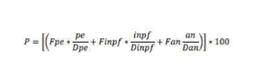 P = [(Fpe * pe/Dpe + Finpf * inpf/Dinpf + Fan an/Dan)] * 100